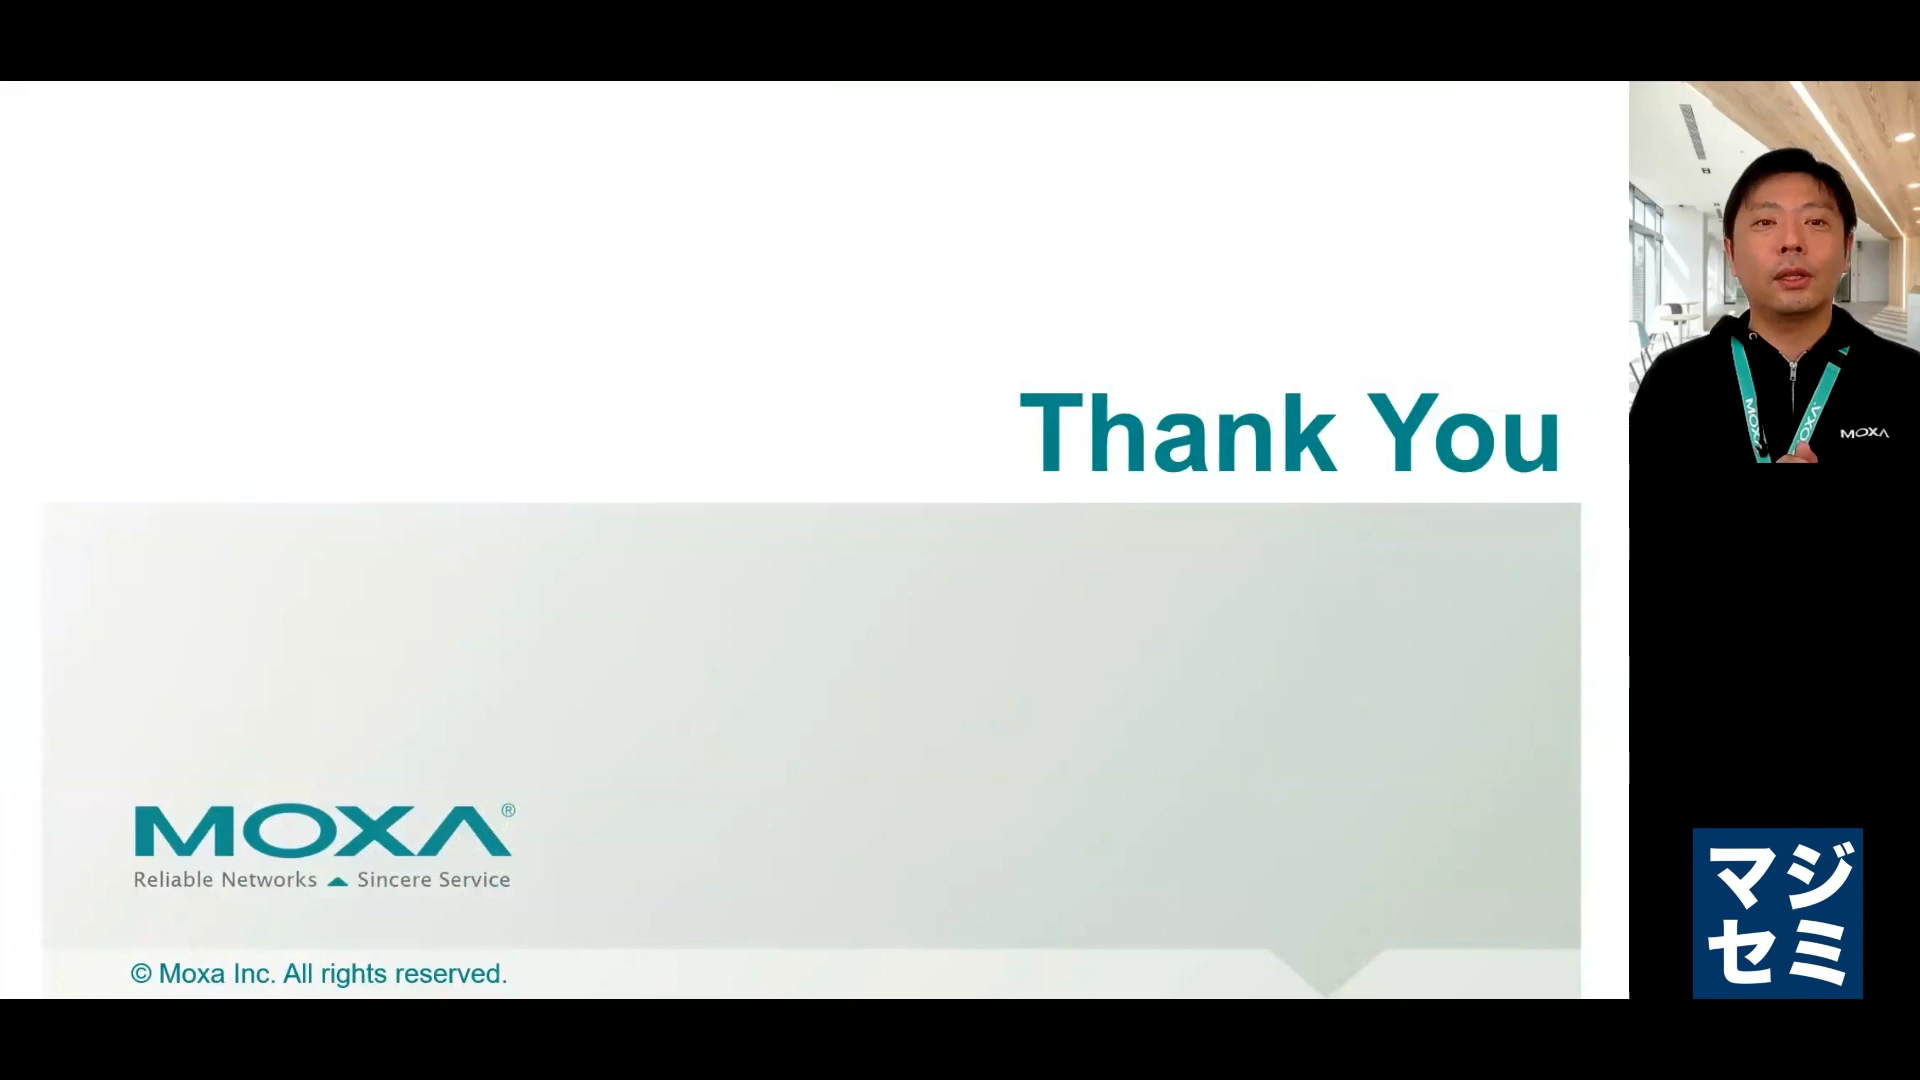 Thank You
MOXA®
Reliable Networks Sincere Service
© Moxa Inc. All rights reserved.
MOXA
MOXA
MOXA
マジ
セミ